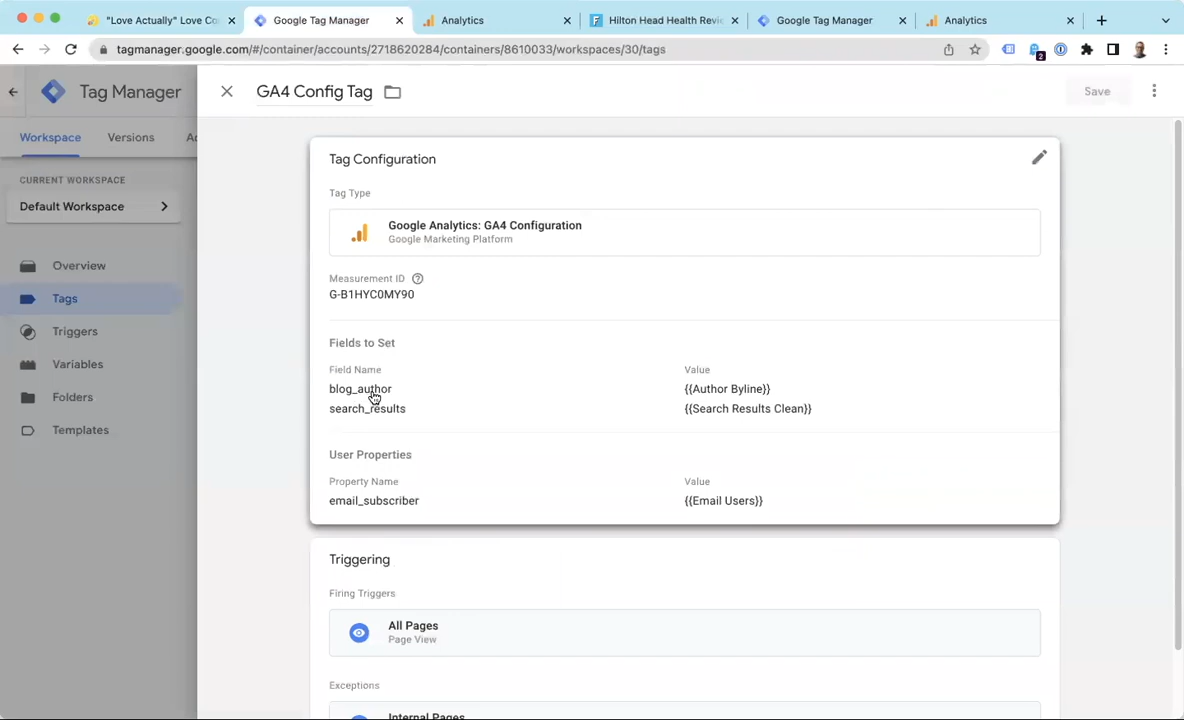 "Love Actually" Love Co
Google Tag Manager
Analytics
Hilton Head Health Revi
Google Tag Manager
Analytics
tagmanager.google.com/#/container/accounts/2718620284/containers/8610033/workspaces/30/tags
2
Tag Manager
GA4 Config Tag
Save
Workspace
Versions
Ad
CURRENT WORKSPACE
Default Workspace
Overview
Tags
Triggers
Variables
Folders
Templates
Tag Configuration
Tag Type
Google Analytics: GA4 Configuration
Google Marketing Platform
Measurement ID
G-B1HYC0MY90
Fields to Set
Field Name Value
blog_author {{Author Byline}}
search_results {{Search Results Clean}}
User Properties
Property Name Value
email_subscriber {{Email Users}}
Triggering
Firing Triggers
All Pages
Page View
Exceptions
Internal Pages